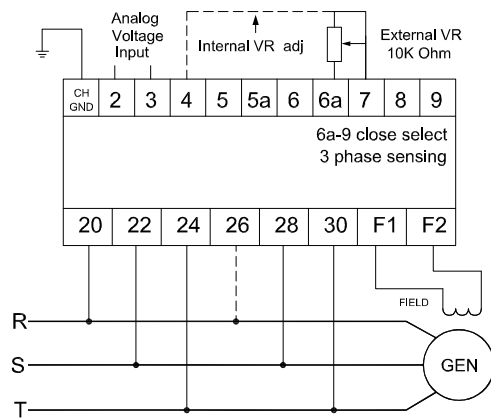 Analog
Voltage
Input
Internal VR adj
External VR
10K Ohm
CH
GND
2 3 4 5 5a 6 6a 7 8 9
6a-9 close select
3 phase sensing
20 22 24 26 28 30 F1 F2
FIELD
R
S
T
GEN